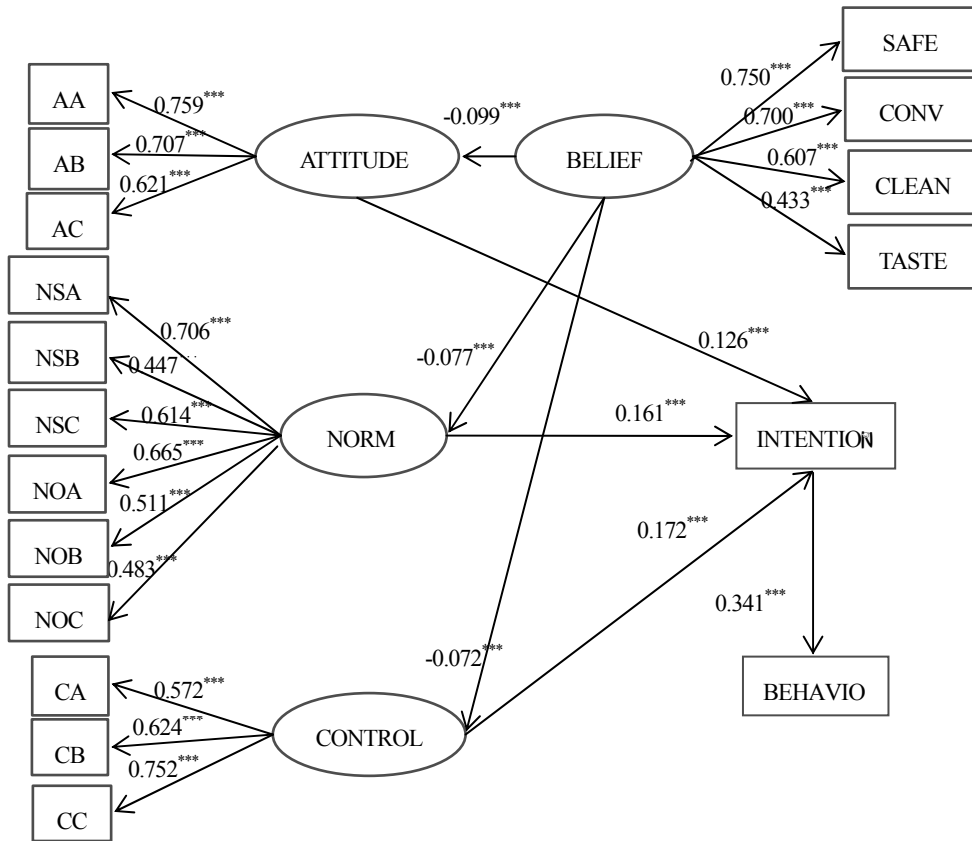 SAFE
AA
0.759***
-0.099***
0.750***
CONV
0.700***
AB
0.707***
ATTITUDE
BELIEF
0.607***
CLEAN
0.621***
0.433***
AC
TASTE
NSA
0.706***
0.126***
NSB
-0.077***
0.447
NSC
0.614***
NORM
0.161***
INTENTION
0.665***
NOA
0.511***
0.172***
NOB
0.483***
NOC
0.341***
-0.072***
CA
0.572***
BEHAVIO
0.624***
CB
CONTROL
0.752***
CC